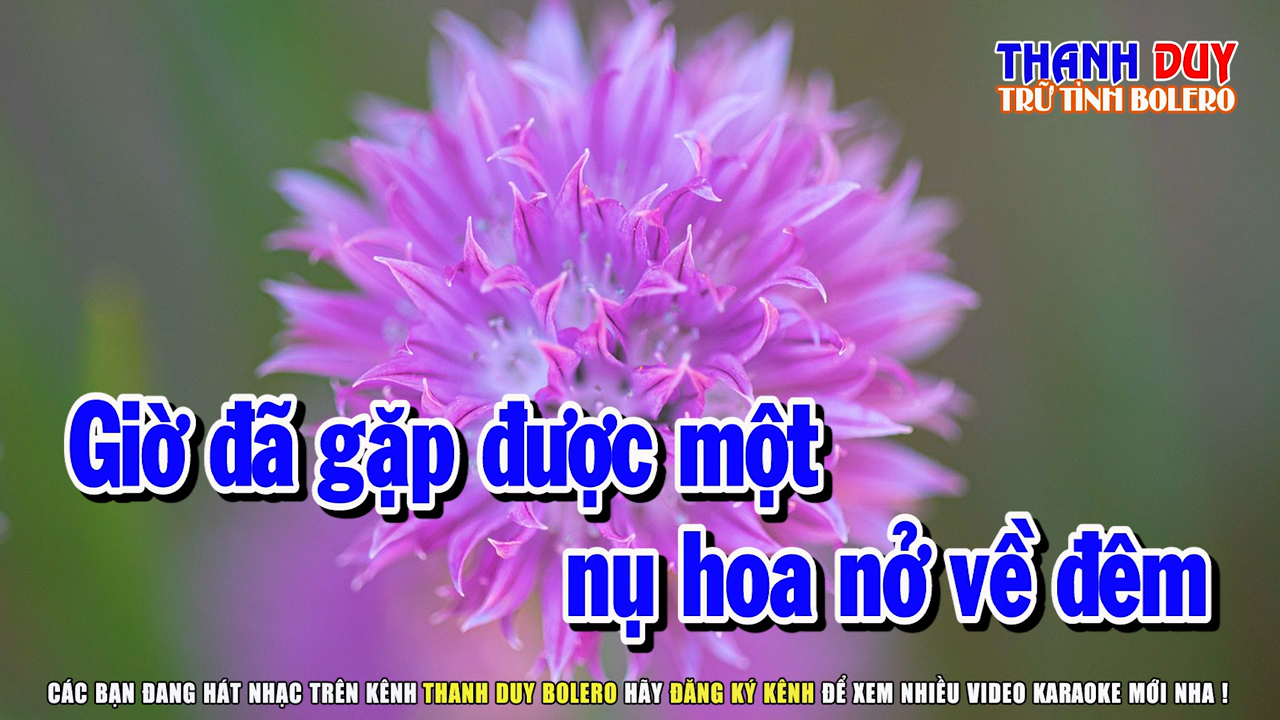 THANH DUY
TRỮ TÌNH BOLERO
Giờ đã gặp được một
nụ hoa nở về đêm
CÁC BẠN ĐANG HÁT NHẠC TRÊN KÊNH THANH DUY BOLERO HÃY ĐĂNG KÝ KÊNH ĐỂ XEM NHIỀU VIDEO KARAOKE MỚI NHA !